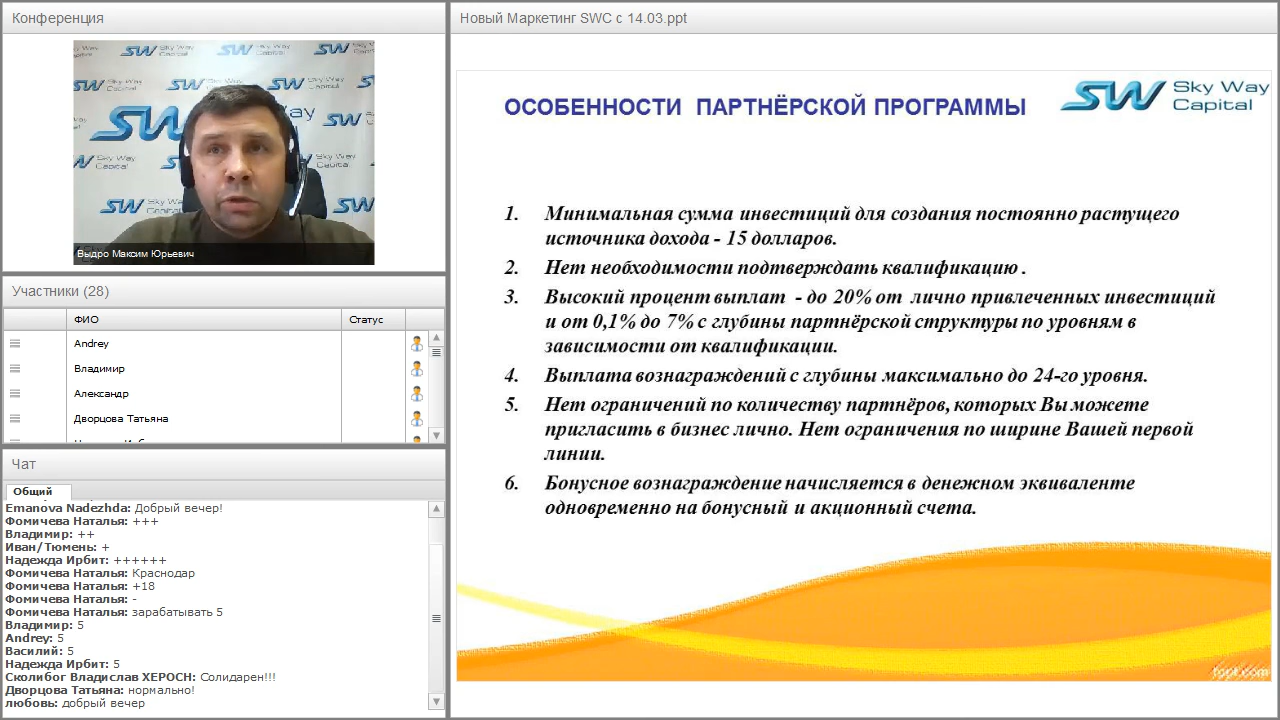 Конференция
SW Sky Way Capital
Выдро Максим Юрьевич
Участники (28)
ФИО
Статус
Andrey
Владимир
Александр
Дворцова Татьяна
Чат
Общий
Emanova Nadezhda: Добрый вечер!
Фомичева Наталья: +++
Владимир: ++
Иван/Тюмень: +
Надежда Ирбит: ++++++
Фомичева Наталья: Краснодар
Фомичева Наталья: +18
Фомичева Наталья: -
Фомичева Наталья: зарабатывать 5
Владимир: 5
Andrey: 5
Василий: 5
Надежда Ирбит: 5
Сколибог Владислав ХЕРОСН: Солидарен!!!
Дворцова Татьяна: нормально!
любовь: добрый вечер
Новый Маркетинг SWC с 14.03.ppt
ОСОБЕННОСТИ ПАРТНЁРСКОЙ ПРОГРАММЫ
SW Sky Way
Capital
1. Минимальная сумма инвестиций для создания постоянно растущего
источника дохода - 15 долларов.
2. Нет необходимости подтверждать квалификацию .
3. Высокий процент выплат - до 20% от лично привлеченных инвестиций
и от 0,1% до 7% с глубины партнёрской структуры по уровням в
зависимости от квалификации.
4. Выплата вознаграждений с глубины максимально до 24-го уровня.
5. Нет ограничений по количеству партнёров, которых Вы можете
пригласить в бизнес лично. Нет ограничения по ширине Вашей первой
линии.
6. Бонусное вознаграждение начисляется в денежном эквиваленте
одновременно на бонусный и акционный счета.
fppt.com